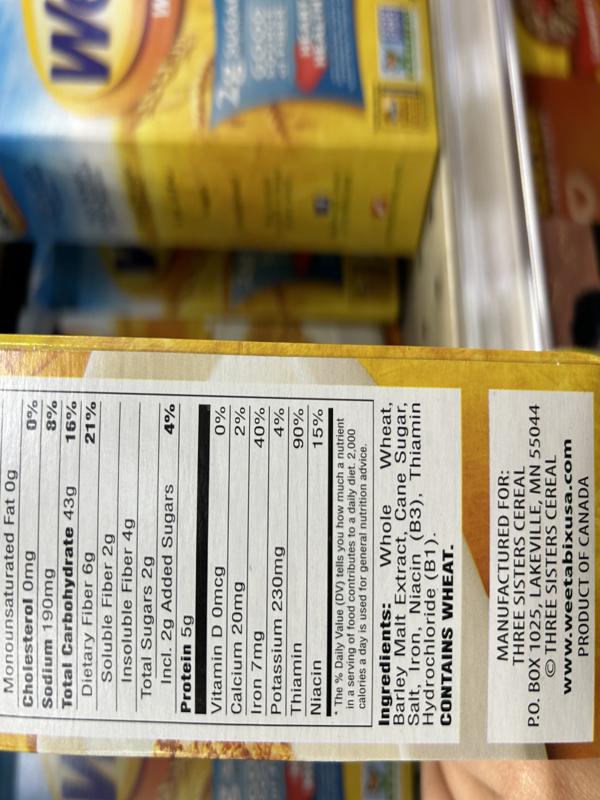 Monounsaturated Fat 0g
Cholesterol 0mg 0%
Sodium 190mg 8%
Total Carbohydrate 43g 16%
Dietary Fiber 6g 21%
Soluble Fiber 2g
Insoluble Fiber 4g
Total Sugars 2g
Incl. 2g Added Sugars 4%
Protein 5g
Vitamin D 0mcg 0%
Calcium 20mg 2%
Iron 7mg 40%
Potassium 230mg 4%
Thiamin 90%
Niacin 15%
* The % Daily Value (DV) tells you how much a nutrient
in a serving of food contributes to a daily diet. 2,000
calories a day is used for general nutrition advice.
Ingredients: Whole Wheat,
Barley Malt Extract, Cane Sugar,
Salt, Iron, Niacin (B3), Thiamin
Hydrochloride (B1).
CONTAINS WHEAT.
MANUFACTURED FOR:
THREE SISTERS CEREAL
P.O. BOX 1025, LAKEVILLE, MN 55044
© THREE SISTERS CEREAL
www.weetabixusa.com
PRODUCT OF CANADA
We
2g SUGAR
GOOD
HEART